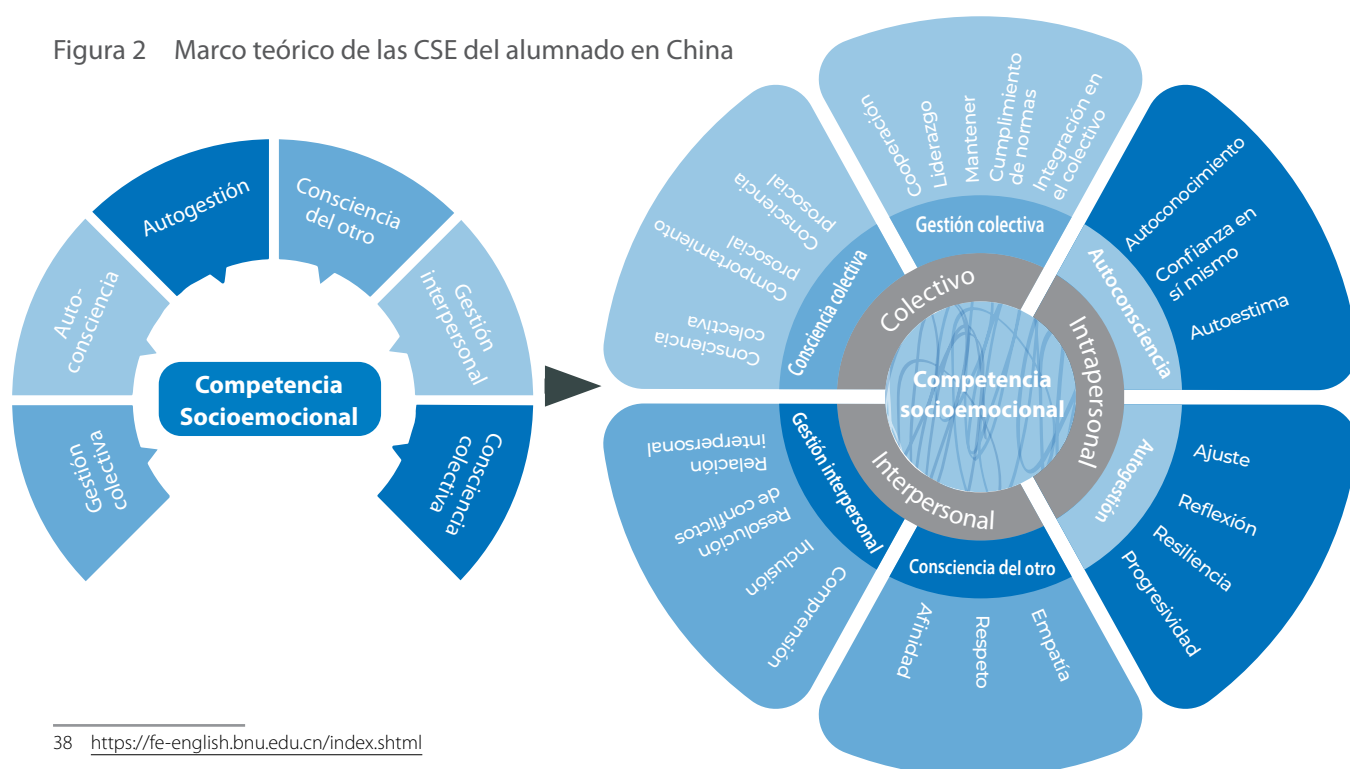 Figura 2 Marco teórico de las CSE del alumnado en China
Gestión
colectiva
Auto-
consciencia
Autogestión
Consciencia
del otro
Gestión
interpersonal
Consciencia
colectiva
Competencia
Socioemocional
Competencia
socioemocional
Colectivo
Intrapersonal
Interpersonal
Gestión colectiva
Cooperación
Liderazgo
Mantener
Cumplimiento
de normas
Integración en
el colectivo
Autoconsciencia
Autoconocimiento
Confianza en
sí mismo
Autoestima
Autogestión
Ajuste
Reflexión
Resiliencia
Progresividad
Consciencia del otro
Empatía
Respeto
Afinidad
Gestión interpersonal
Comprensión
Inclusión
Resolución
de conflictos
Relación
interpersonal
Consciencia colectiva
Consciencia
colectiva
Comportamiento
prosocial
Consciencia
prosocial
38 https://fe-english.bnu.edu.cn/index.shtml